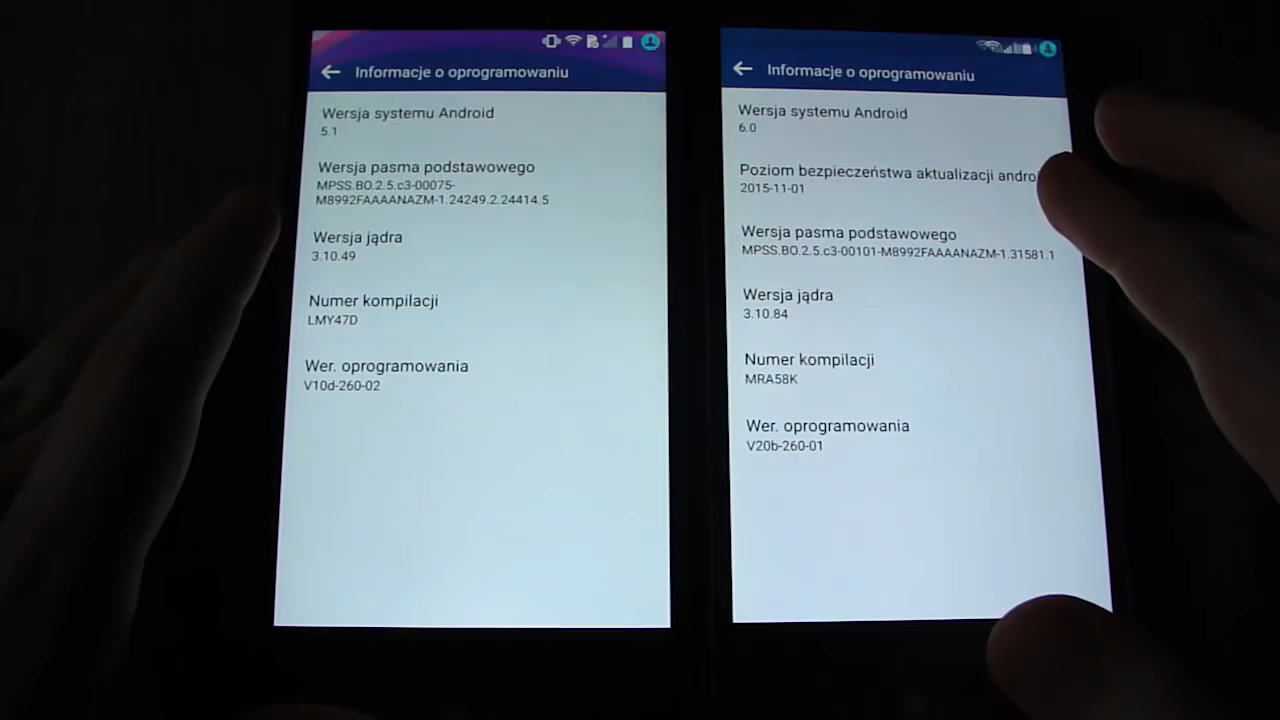 Informacje o oprogramowaniu
Wersja systemu Android
5.1
Wersja pasma podstawowego
MPSS.BO.2.5.c3-00075-
M8992FAAAANAZM-1.24249.2.24414.5
Wersja jądra
3.10.49
Numer kompilacji
LMY47D
Wer. oprogramowania
V10d-260-02
Informacje o oprogramowaniu
Wersja systemu Android
6.0
Poziom bezpieczeństwa aktualizacji andro
2015-11-01
Wersja pasma podstawowego
MPSS.BO.2.5.c3-00101-M8992FAAAANAZM-1.31581.1
Wersja jądra
3.10.84
Numer kompilacji
MRA58K
Wer. oprogramowania
V20b-260-01